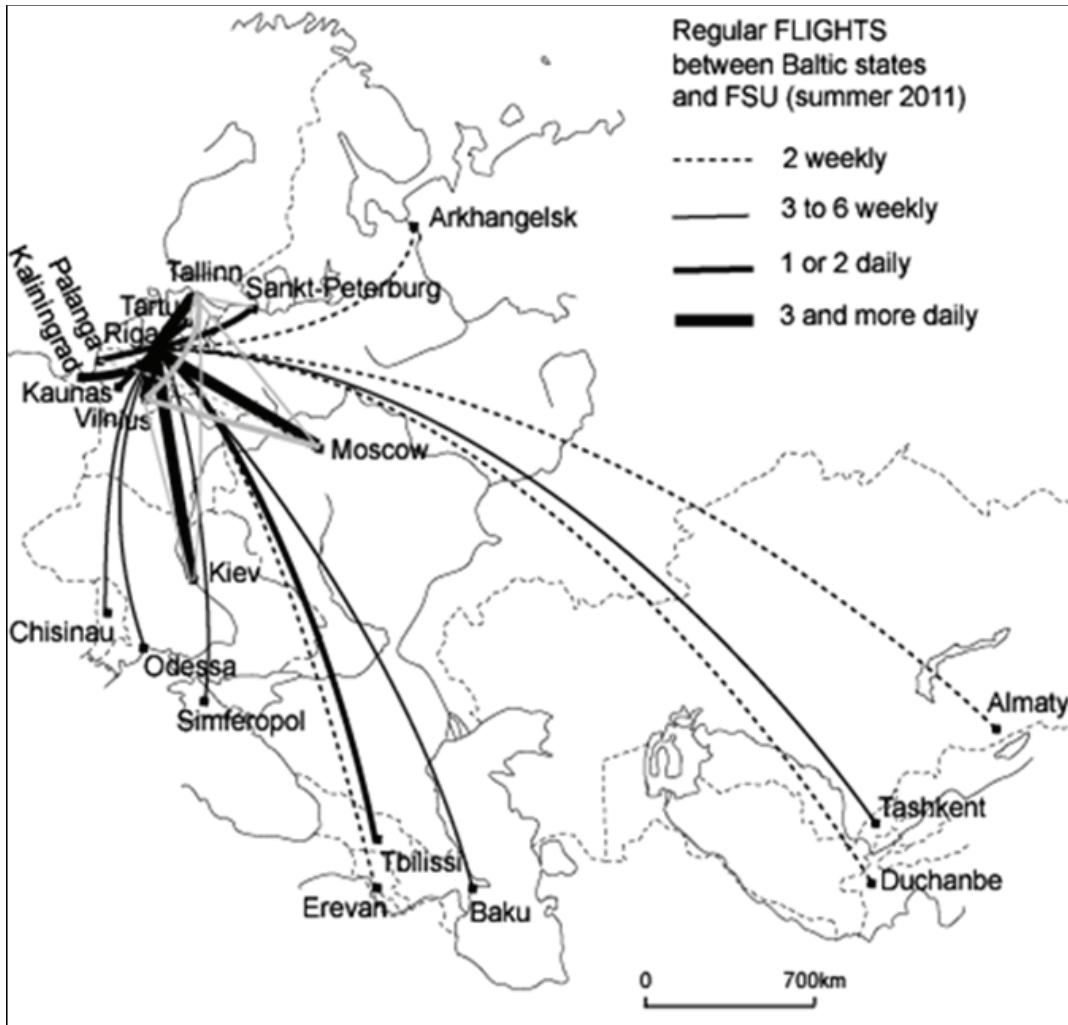 Regular FLIGHTS
between Baltic states
and FSU (summer 2011)
2 weekly
3 to 6 weekly
1 or 2 daily
3 and more daily
Arkhangelsk
Tallinn
Sankt-Peterburg
Palanga
Kaliningrad
Tartu
Riga
Kaunas
Vilnius
Moscow
Kiev
Chisinau
Odessa
Simferopol
Almaty
Tashkent
Duchanbe
Tbilissi
Erevan
Baku
0 700km